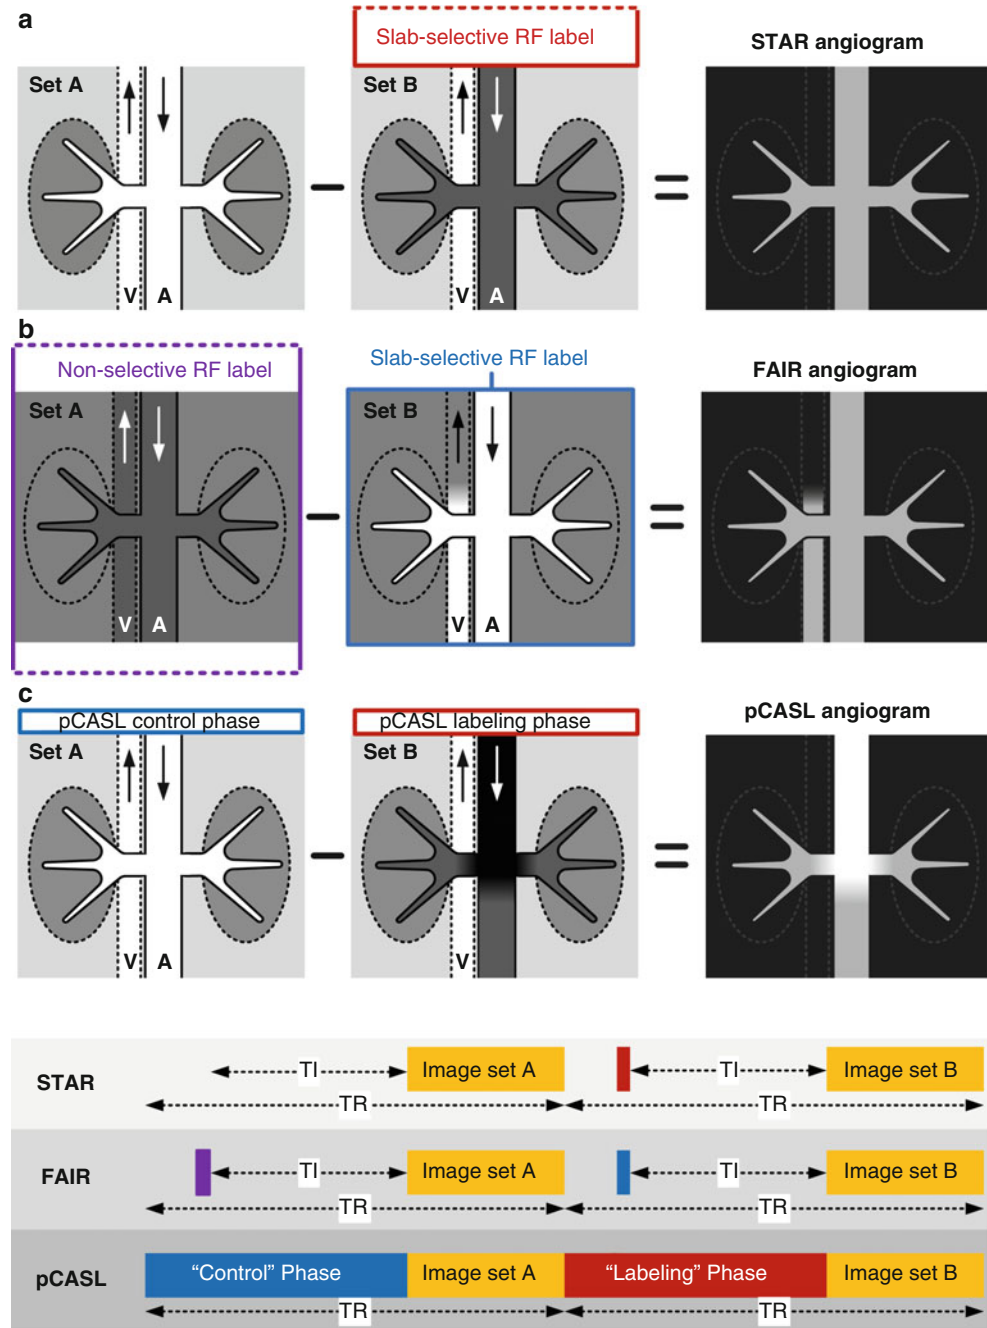 a
Slab-selective RF label
STAR angiogram
Set A
Set B
V A
V A
b
Non-selective RF label
Slab-selective RF label
FAIR angiogram
Set A
Set B
V A
V A
c
pCASL control phase
pCASL labeling phase
pCASL angiogram
Set A
Set B
V A
V
STAR
TI
Image set A
TI
Image set B
TR
TR
FAIR
TI
Image set A
TI
Image set B
TR
TR
pCASL
“Control” Phase
Image set A
“Labeling” Phase
Image set B
TR
TR